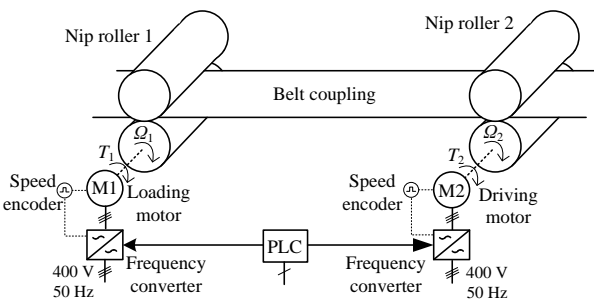 Nip roller 1
Nip roller 2
Belt coupling
Ω1
Ω2
T1
T2
Speed
encoder
M1
Loading
motor
Speed
encoder
M2
Driving
motor
PLC
400 V
50 Hz
Frequency
converter
Frequency
converter
400 V
50 Hz